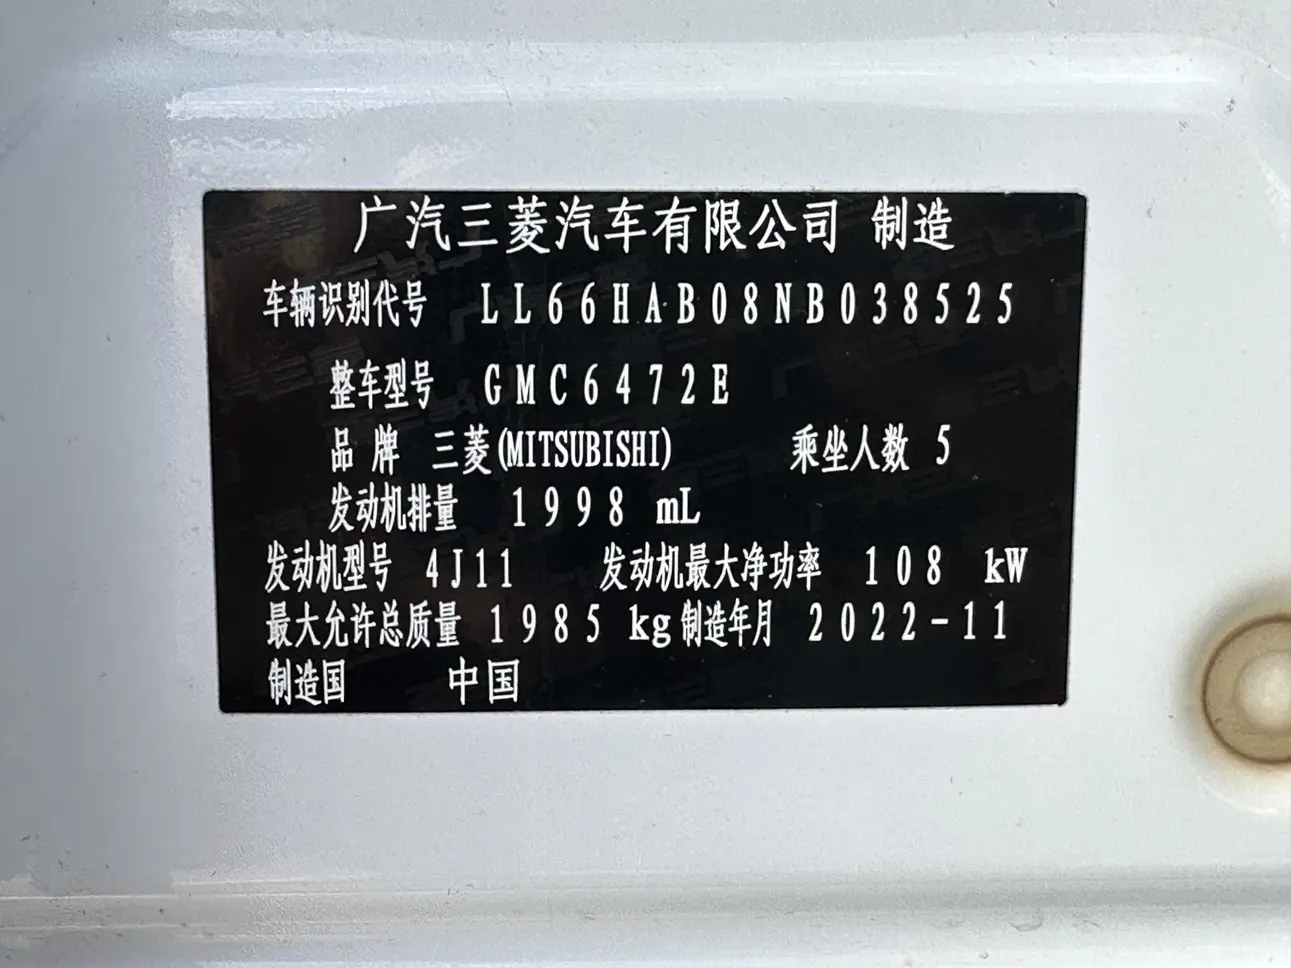 广汽三菱汽车有限公司 制造
车辆识别代号 LL66HAB08NB038525
整车型号 GMC6472E
品牌 三菱(MITSUBISHI) 乘坐人数 5
发动机排量 1998 mL
发动机型号 4J11 发动机最大净功率 108 kW
最大允许总质量 1985 kg 制造年月 2022-11
制造国 中国